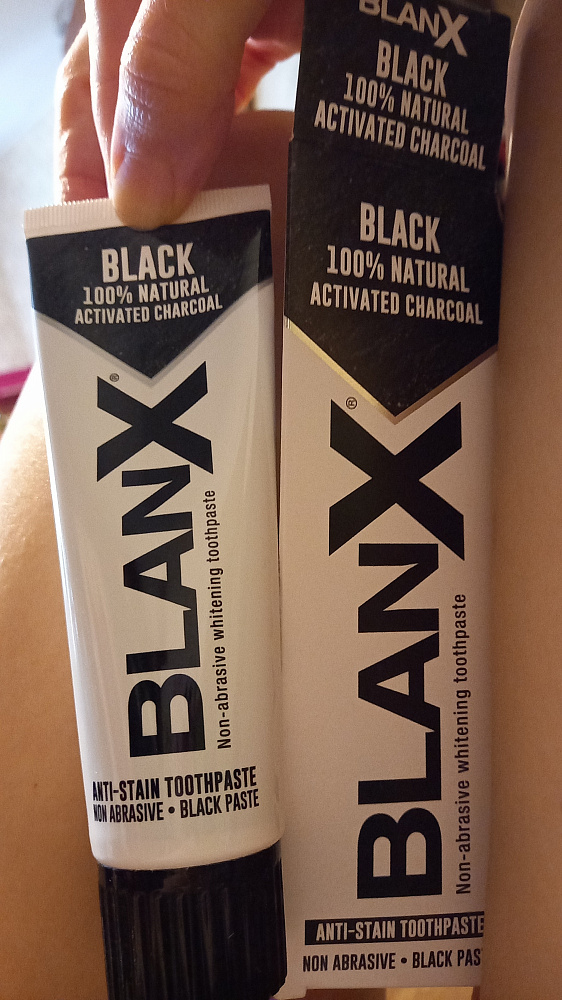 BLANX
BLACK
100% NATURAL
ACTIVATED CHARCOAL
BLACK
100% NATURAL
ACTIVATED CHARCOAL
BLANX®
Non-abrasive whitening toothpaste
ANTI-STAIN TOOTHPASTE
NON ABRASIVE • BLACK PAS
BLACK
100% NATURAL
ACTIVATED CHARCOAL
BLANX®
Non-abrasive whitening toothpaste
ANTI-STAIN TOOTHPASTE
NON ABRASIVE • BLACK PASTE